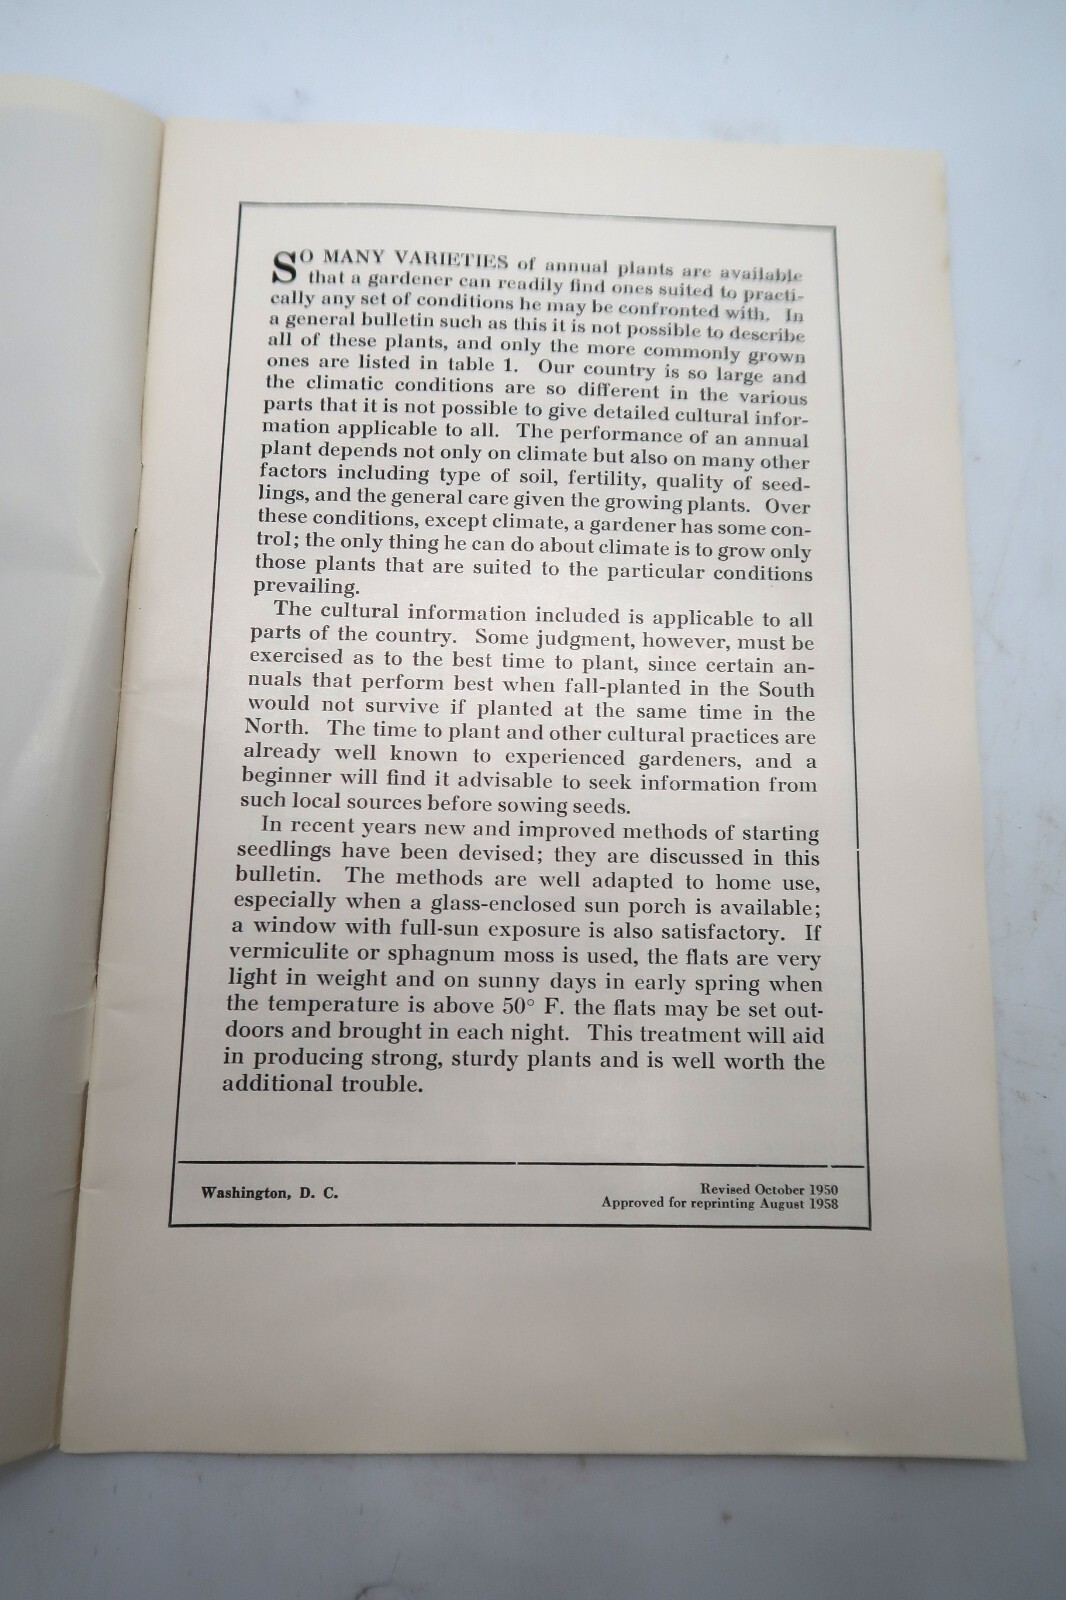 SO MANY VARIETIES of annual plants are available
that a gardener can readily find ones suited to practi-
cally any set of conditions he may be confronted with. In
a general bulletin such as this it is not possible to describe
all of these plants, and only the more commonly grown
ones are listed in table 1. Our country is so large and
the climatic conditions are so different in the various
parts that it is not possible to give detailed cultural infor-
mation applicable to all. The performance of an annual
plant depends not only on climate but also on many other
factors including type of soil, fertility, quality of seed-
lings, and the general care given the growing plants. Over
these conditions, except climate, a gardener has some con-
trol; the only thing he can do about climate is to grow only
those plants that are suited to the particular conditions
prevailing.
The cultural information included is applicable to all
parts of the country. Some judgment, however, must be
exercised as to the best time to plant, since certain an-
nuals that perform best when fall-planted in the South
would not survive if planted at the same time in the
North. The time to plant and other cultural practices are
already well known to experienced gardeners, and a
beginner will find it advisable to seek information from
such local sources before sowing seeds.
In recent years new and improved methods of starting
seedlings have been devised; they are discussed in this
bulletin. The methods are well adapted to home use,
especially when a glass-enclosed sun porch is available;
a window with full-sun exposure is also satisfactory. If
vermiculite or sphagnum moss is used, the flats are very
light in weight and on sunny days in early spring when
the temperature is above 50° F. the flats may be set out-
doors and brought in each night. This treatment will aid
in producing strong, sturdy plants and is well worth the
additional trouble.
Washington, D. C.
Revised October 1950
Approved for reprinting August 1958